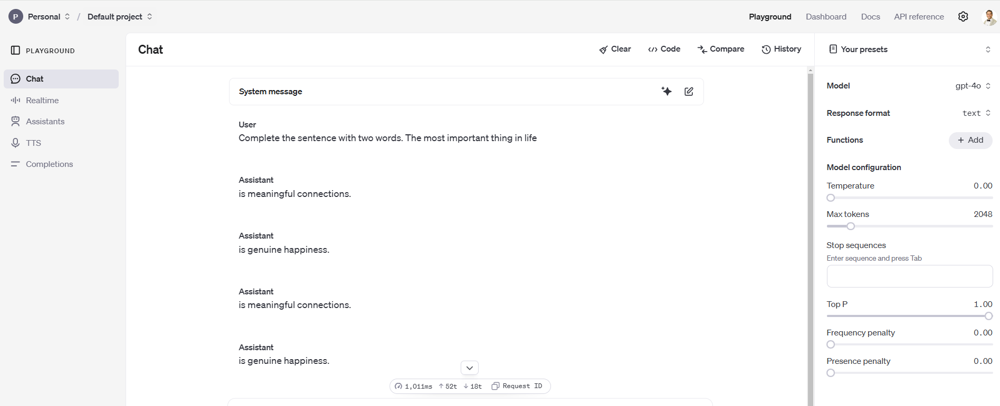 P Personal / Default project
Playground Dashboard Docs API reference
PLAYGROUND
Chat
Realtime
Assistants
TTS
Completions
Chat
Clear Code Compare History
System message
User
Complete the sentence with two words. The most important thing in life
Assistant
is meaningful connections.
Assistant
is genuine happiness.
Assistant
is meaningful connections.
Assistant
is genuine happiness.
1,011ms ↑52t ↓18t Request ID
Your presets
Model gpt-4o
Response format text
Functions + Add
Model configuration
Temperature 0.00
Max tokens 2048
Stop sequences
Enter sequence and press Tab
Top P 1.00
Frequency penalty 0.00
Presence penalty 0.00